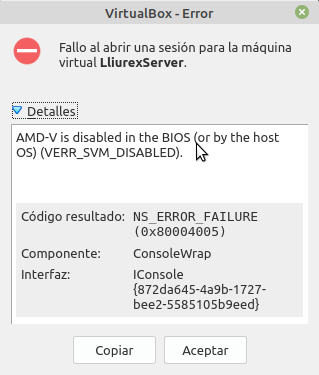 VirtualBox - Error
Fallo al abrir una sesión para la máquina
virtual LliurexServer.
Detalles
AMD-V is disabled in the BIOS (or by the host
OS) (VERR_SVM_DISABLED).
Código resultado: NS_ERROR_FAILURE
(0x80004005)
Componente: ConsoleWrap
Interfaz: IConsole
{872da645-4a9b-1727-
bee2-5585105b9eed}
Copiar Aceptar